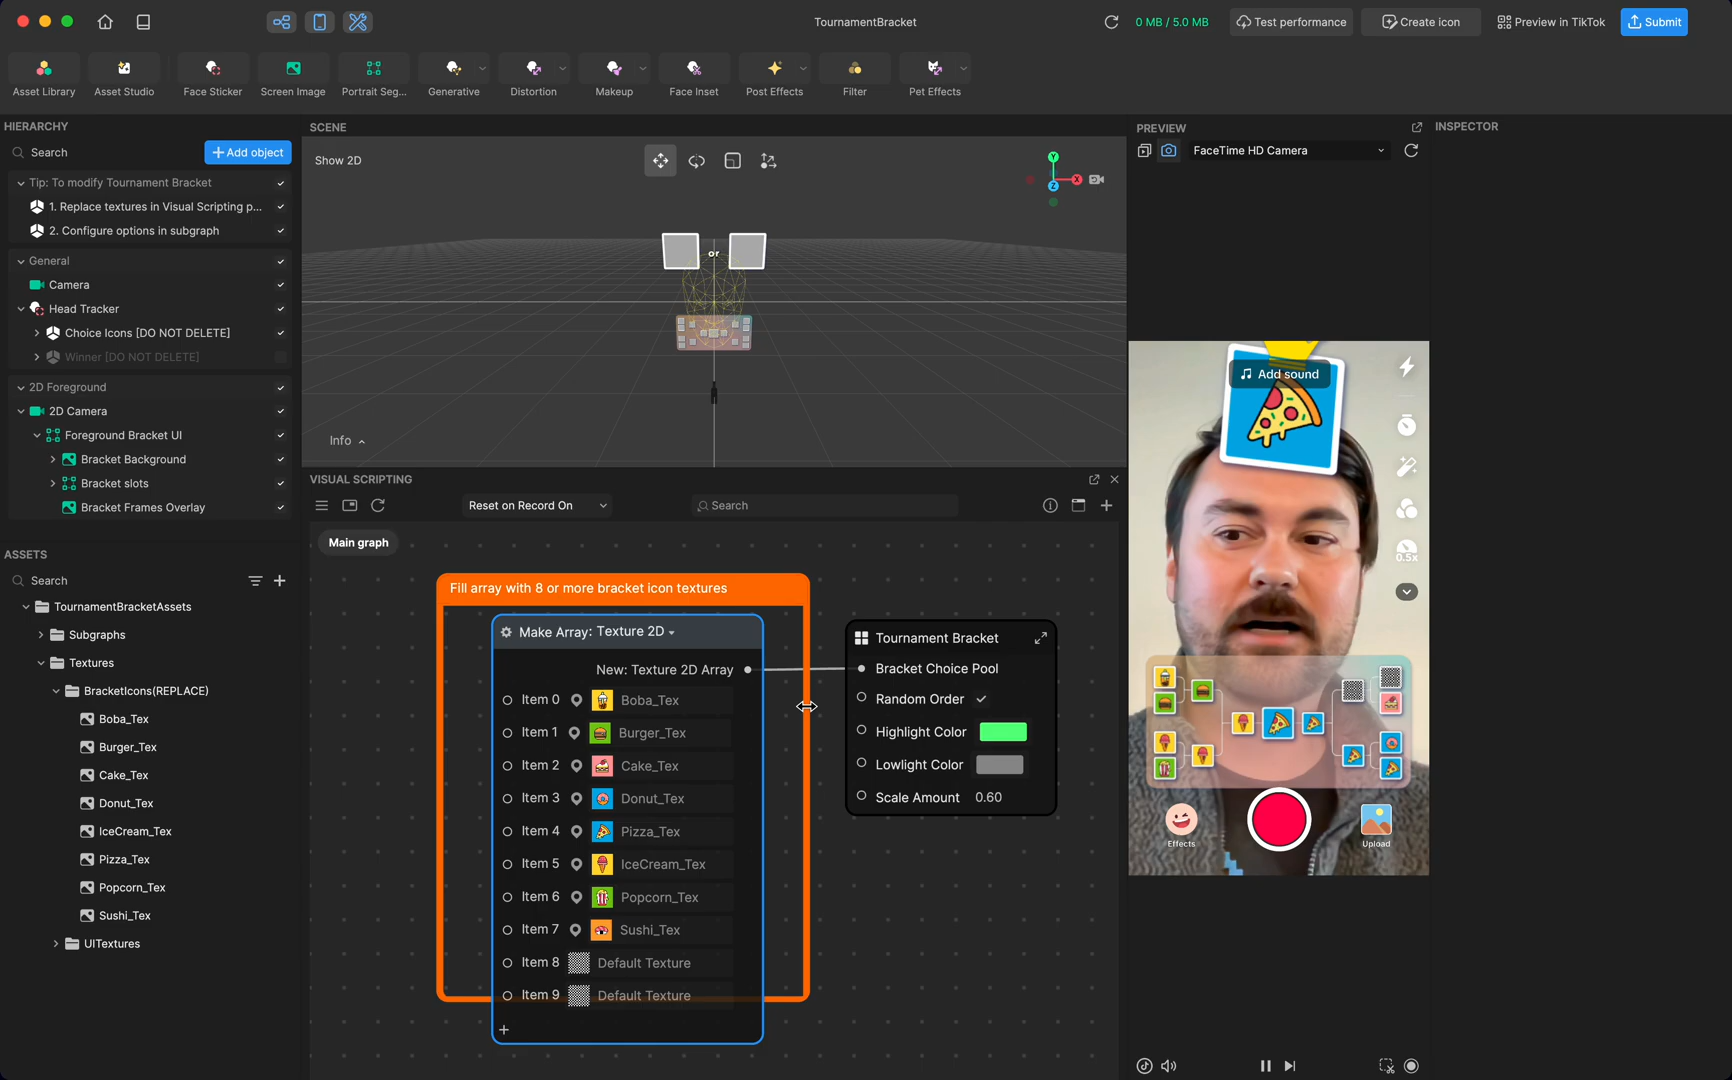 TournamentBracket
0 MB / 5.0 MB
Test performance
Create icon
Preview in TikTok
Submit
Asset Library
Asset Studio
Face Sticker
Screen Image
Portrait Seg...
Generative
Distortion
Makeup
Face Inset
Post Effects
Filter
Pet Effects
HIERARCHY
Search
Add object
Tip: To modify Tournament Bracket
1. Replace textures in Visual Scripting p...
2. Configure options in subgraph
General
Camera
Head Tracker
Choice Icons [DO NOT DELETE]
Winner [DO NOT DELETE]
2D Foreground
2D Camera
Foreground Bracket UI
Bracket Background
Bracket slots
Bracket Frames Overlay
ASSETS
Search
TournamentBracketAssets
Subgraphs
Textures
BracketIcons(REPLACE)
Boba_Tex
Burger_Tex
Cake_Tex
Donut_Tex
IceCream_Tex
Pizza_Tex
Popcorn_Tex
Sushi_Tex
UITextures
SCENE
Show 2D
Y
X
Z
or
Info
VISUAL SCRIPTING
Reset on Record On
Search
Main graph
Fill array with 8 or more bracket icon textures
Make Array: Texture 2D
New: Texture 2D Array
Item 0 Boba_Tex
Item 1 Burger_Tex
Item 2 Cake_Tex
Item 3 Donut_Tex
Item 4 Pizza_Tex
Item 5 IceCream_Tex
Item 6 Popcorn_Tex
Item 7 Sushi_Tex
Item 8 Default Texture
Item 9 Default Texture
Tournament Bracket
Bracket Choice Pool
Random Order
Highlight Color
Lowlight Color
Scale Amount 0.60
PREVIEW
FaceTime HD Camera
Add sound
0.5x
Effects
Upload
INSPECTOR